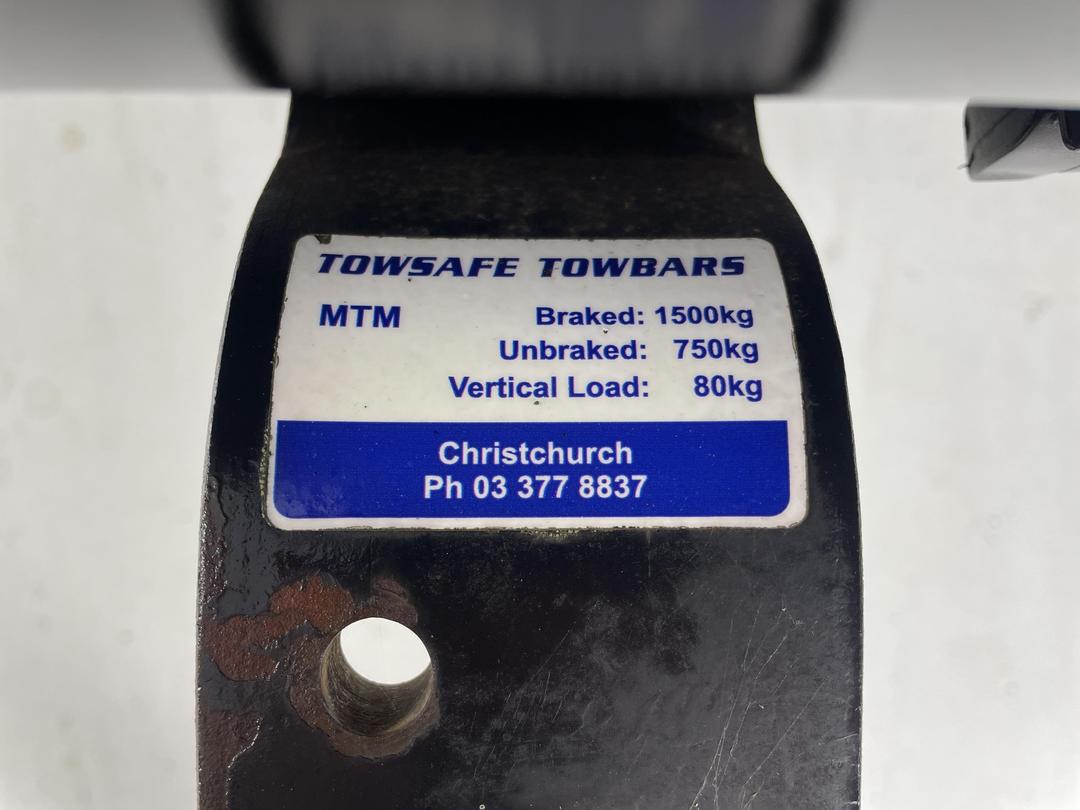 TOWSAFE TOWBARS
MTM Braked: 1500kg
Unbraked: 750kg
Vertical Load: 80kg
Christchurch
Ph 03 377 8837